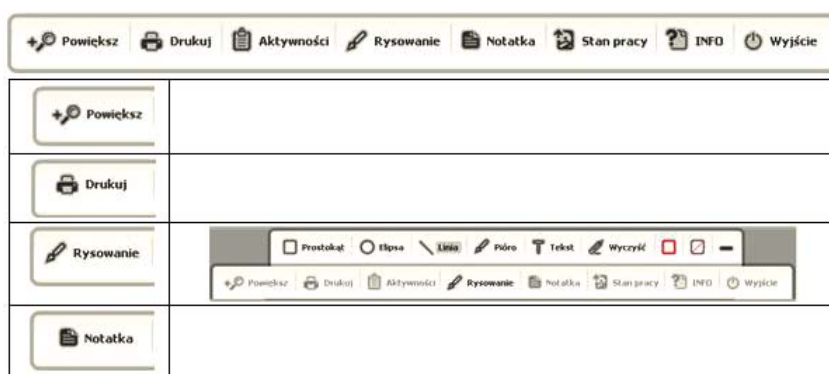 Powiększ Drukuj Aktywności Rysowanie Notatka Stan pracy INFO Wyjście
Powiększ
Drukuj
Rysowanie
Prostokąt Elipsa Linia Pióro Tekst Wyczyść
Powiększ Drukuj Aktywności Rysowanie Notatka Stan pracy INFO Wyjście
Notatka